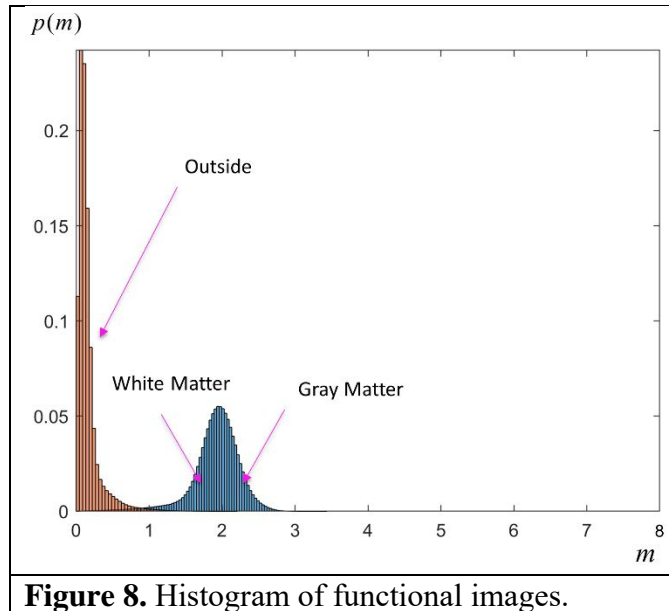 p(m)
0.2
Outside
0.15
0.1
White Matter
Gray Matter
0.05
0
0 1 2 3 4 5 6 7 8
m
Figure 8. Histogram of functional images.